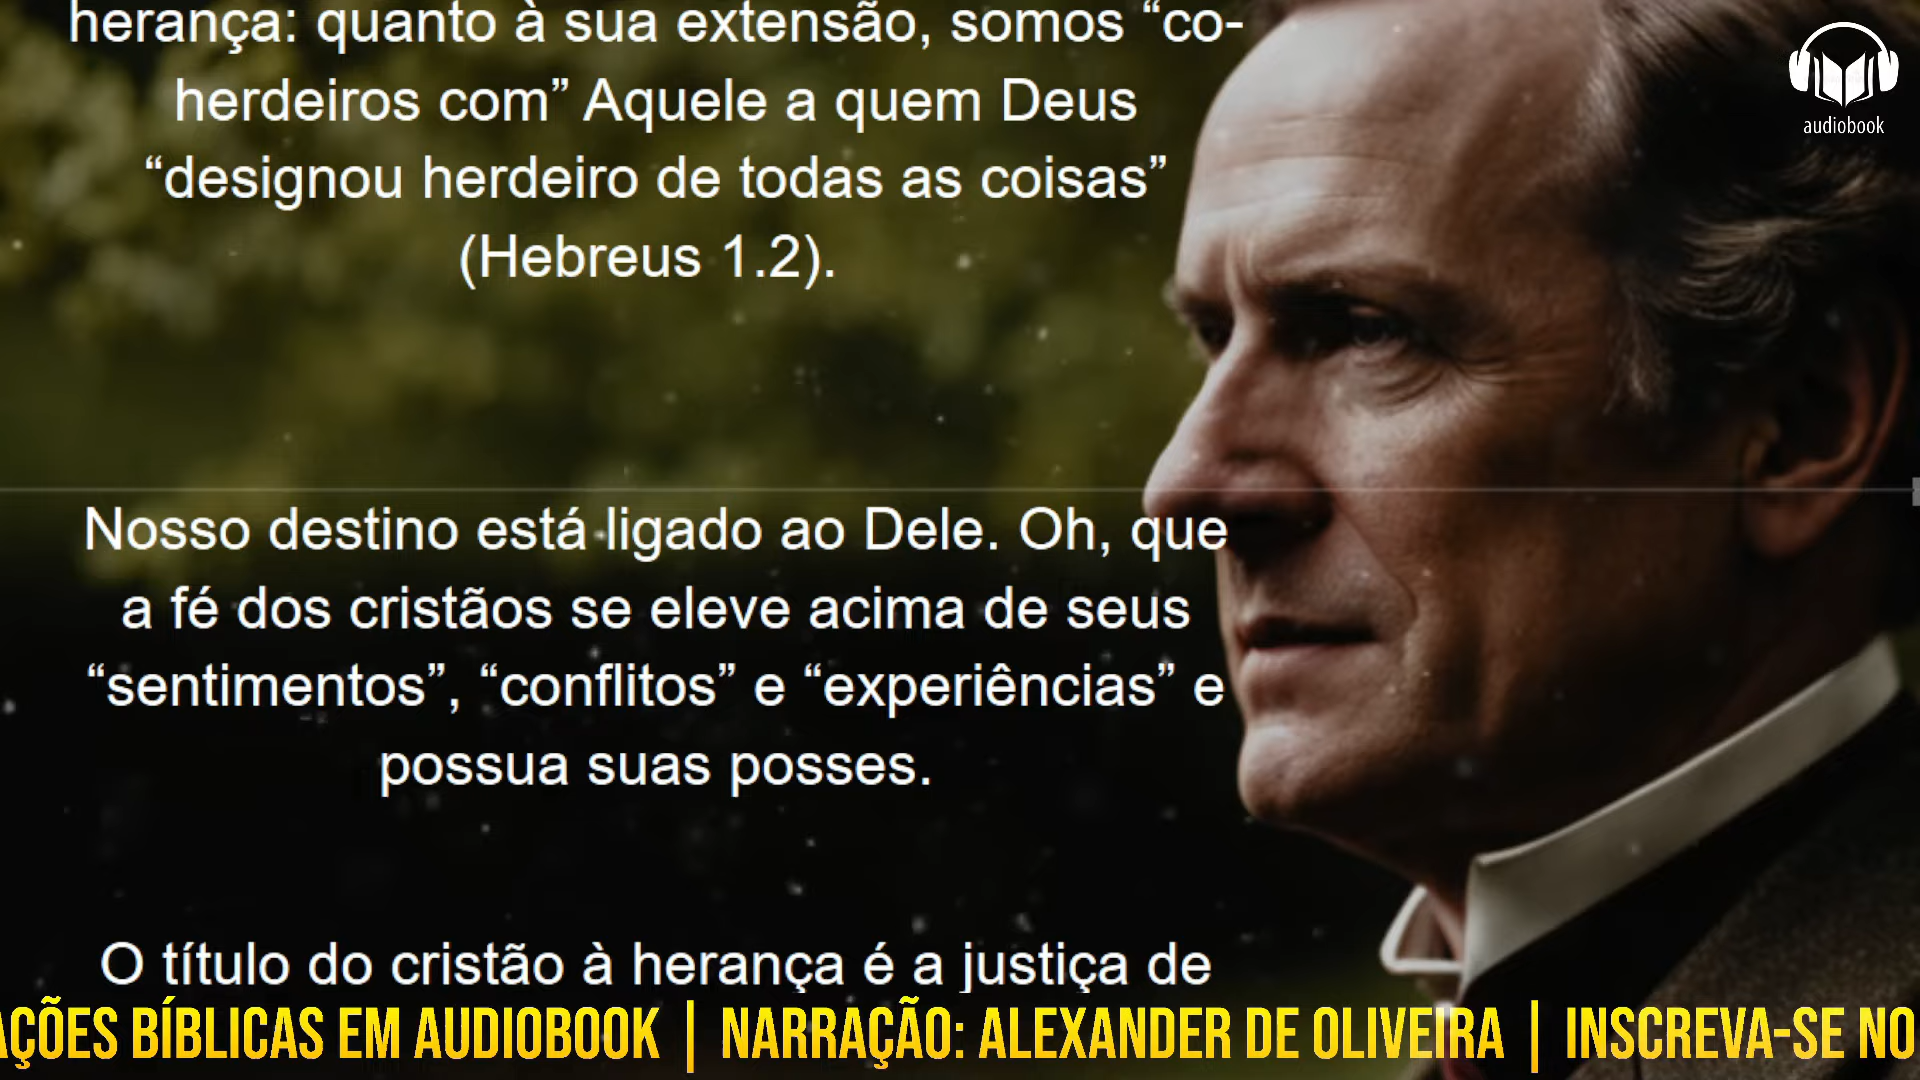 herança: quanto à sua extensão, somos “co-
herdeiros com” Aquele a quem Deus
“designou herdeiro de todas as coisas”
(Hebreus 1.2).
audiobook
Nosso destino está ligado ao Dele. Oh, que
a fé dos cristãos se eleve acima de seus
“sentimentos”, “conflitos” e “experiências” e
possua suas posses.
O título do cristão à herança é a justiça de
AÇÕES BÍBLICAS EM AUDIOBOOK | NARRAÇÃO: ALEXANDER DE OLIVEIRA | INSCREVA-SE NO